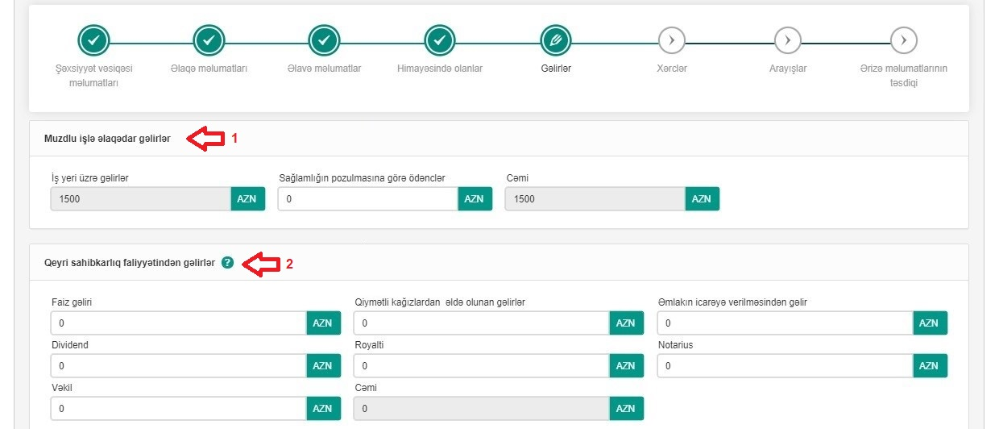 Şəxsiyyət vəsiqəsi məlumatları
Əlaqə məlumatları
Əlavə məlumatlar
Himayəsində olanlar
Gəlirlər
Xərclər
Arayışlar
Ərizə məlumatlarının təsdiqi
Muzdlu işlə əlaqədar gəlirlər 1
İş yeri üzrə gəlirlər Sağlamlığın pozulmasına görə ödənclər Cəmi
1500 AZN 0 AZN 1500 AZN
Qeyri sahibkarlıq faliyyətindən gəlirlər ? 2
Faiz gəliri Qiymətli kağızlardan əldə olunan gəlirlər Əmlakın icarəyə verilməsindən gəlir
0 AZN 0 AZN 0 AZN
Dividend Royalti Notarius
0 AZN 0 AZN 0 AZN
Vəkil Cəmi
0 AZN 0 AZN